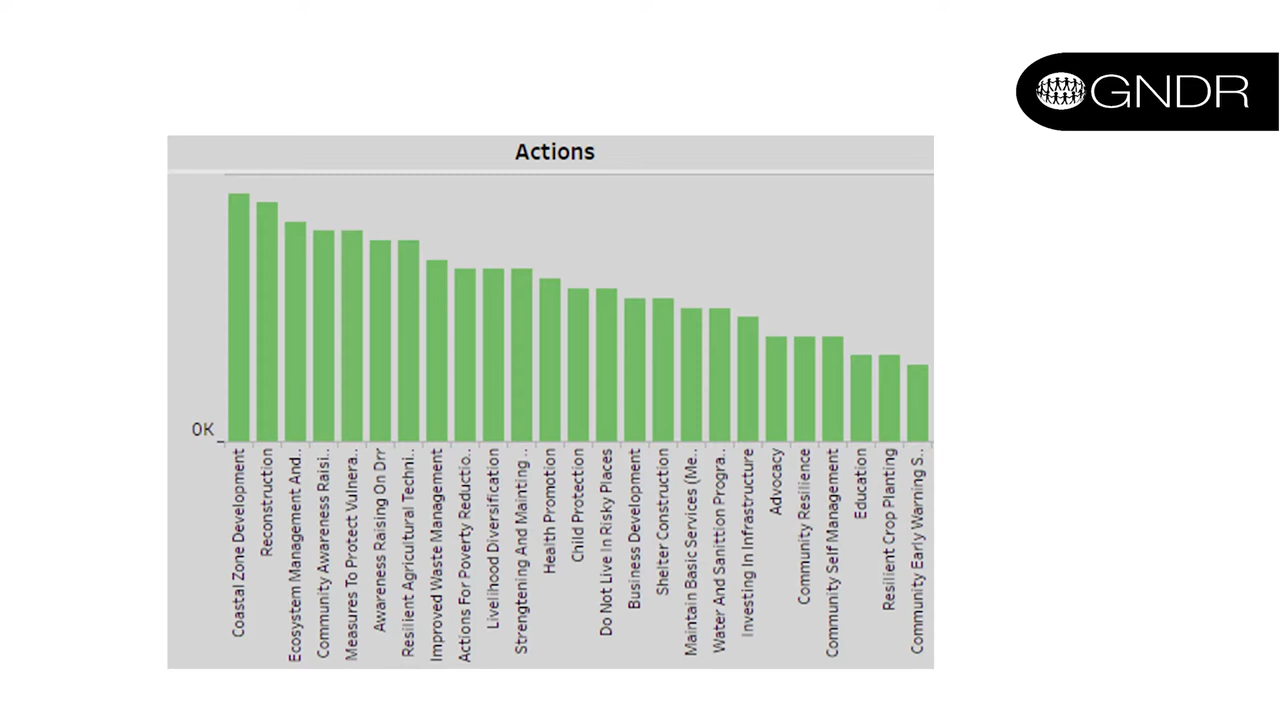 GNDR
Actions
0K
Coastal Zone Development
Reconstruction
Ecosystem Management And..
Community Awareness Raisi..
Measures To Protect Vulnera..
Awareness Raising On Drr
Resilient Agricultural Techni..
Improved Waste Management
Actions For Poverty Reductio..
Livelihood Diversification
Strengtening And Mainting ..
Health Promotion
Child Protection
Do Not Live In Risky Places
Business Development
Shelter Construction
Maintain Basic Services (Me..
Water And Sanittion Progra..
Investing In Infrastructure
Advocacy
Community Resilience
Community Self Management
Education
Resilient Crop Planting
Community Early Warning S..